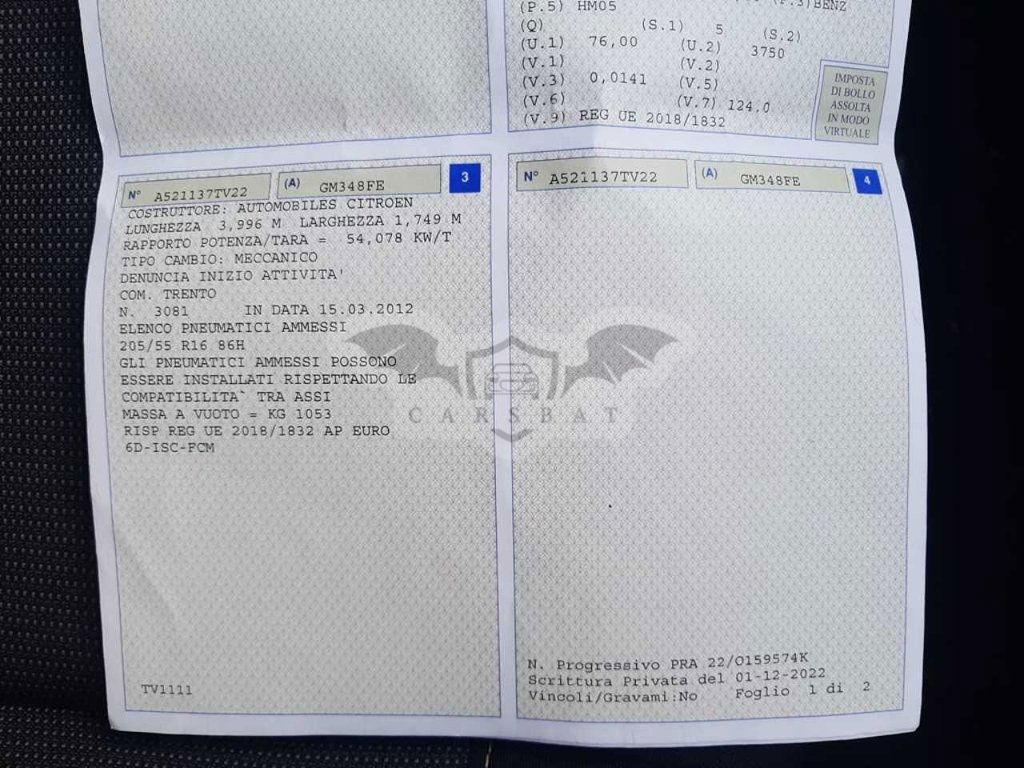 (P.5) HM05 (P.3)BENZ
(Q) (S.1) 5 (S.2)
(U.1) 76,00 (U.2) 3750
(V.1) (V.2)
(V.3) 0,0141 (V.5)
(V.6) (V.7) 124,0
(V.9) REG UE 2018/1832
IMPOSTA
DI BOLLO
ASSOLTA
IN MODO
VIRTUALE
N° A521137TV22 (A) GM348FE 3
COSTRUTTORE: AUTOMOBILES CITROEN
LUNGHEZZA 3,996 M LARGHEZZA 1,749 M
RAPPORTO POTENZA/TARA = 54,078 KW/T
TIPO CAMBIO: MECCANICO
DENUNCIA INIZIO ATTIVITA'
COM. TRENTO
N. 3081 IN DATA 15.03.2012
ELENCO PNEUMATICI AMMESSI
205/55 R16 86H
GLI PNEUMATICI AMMESSI POSSONO
ESSERE INSTALLATI RISPETTANDO LE
COMPATIBILITA` TRA ASSI
MASSA A VUOTO = KG 1053
RISP REG UE 2018/1832 AP EURO
6D-ISC-FCM
TV1111
N° A521137TV22 (A) GM348FE 4
CARSBAT
N. Progressivo PRA 22/O159574K
Scrittura Privata del 01-12-2022
Vincoli/Gravami:No Foglio 1 di 2